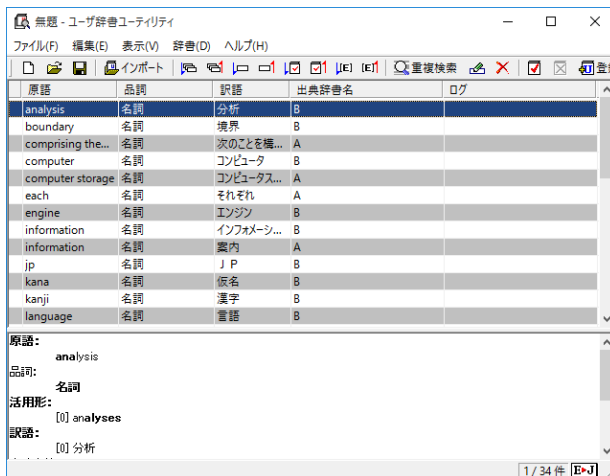 無題 - ユーザ辞書ユーティリティ
ファイル(F) 編集(E) 表示(V) 辞書(D) ヘルプ(H)
インポート 重複検索 登
原語 品詞 訳語 出典辞書名 ログ
analysis 名詞 分析 B
boundary 名詞 境界 B
comprising the... 名詞 次のことを構... A
computer 名詞 コンピュータ B
computer storage 名詞 コンピュータス... A
each 名詞 それぞれ A
engine 名詞 エンジン B
information 名詞 インフォメーシ... B
information 名詞 案内 A
jp 名詞 JP B
kana 名詞 仮名 B
kanji 名詞 漢字 B
language 名詞 言語 B
原語:
analysis
品詞:
名詞
活用形:
[0] analyses
訳語:
[0] 分析
1 / 34 件 E▶J